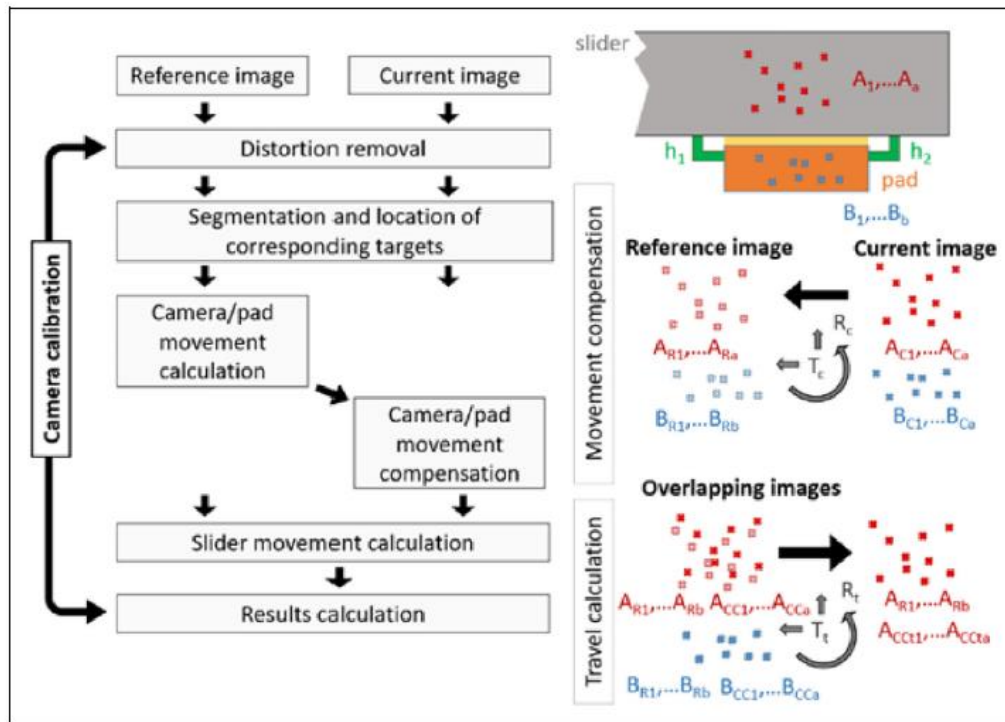 Reference image
Current image
Distortion removal
Segmentation and location of
corresponding targets
Camera/pad
movement
calculation
Camera/pad
movement
compensation
Slider movement calculation
Results calculation
Camera calibration
slider
A1,...Aa
h1
h2
pad
B1,...Bb
Movement compensation
Reference image
Current image
Rc
AR1,...ARa
Tc
AC1,...ACa
BR1,...BRb
BC1,...BCa
Travel calculation
Overlapping images
Rt
AR1,...ARb ACC1,...ACCa
Tt
AR1,...ARb
ACCt1,...ACCta
BR1,...BRb BCC1,...BCCa